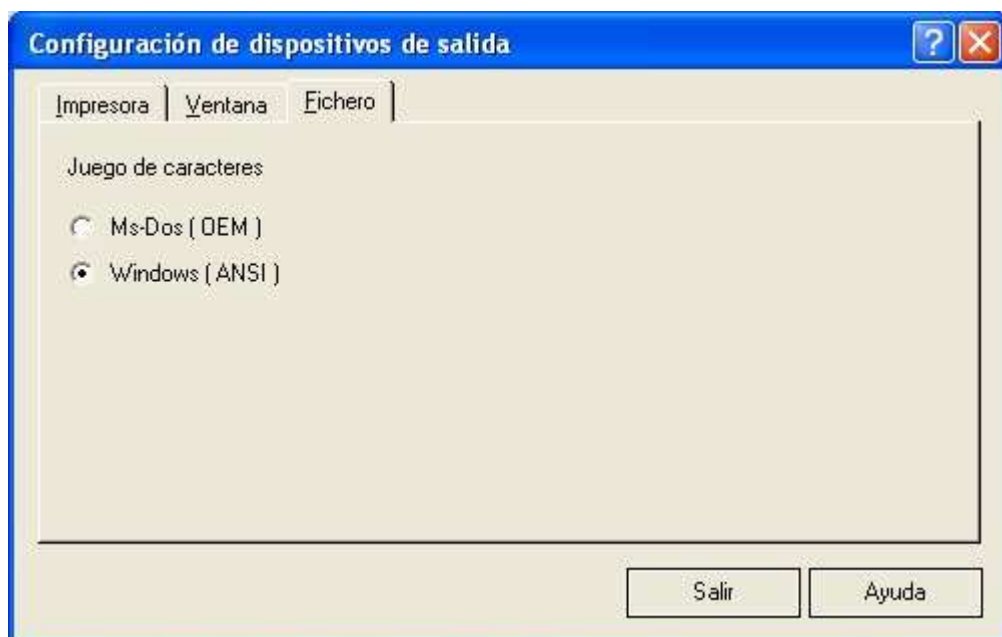 Configuración de dispositivos de salida
Impresora Ventana Fichero
Juego de caracteres
Ms-Dos ( OEM )
Windows ( ANSI )
Salir Ayuda